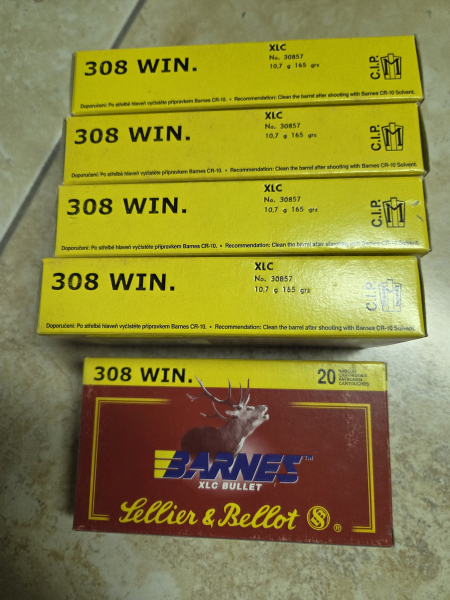 308 WIN.
XLC
No. 30857
10,7 g 165 grs
C.I.P.
Doporučení: Po střelbě hlaveň vyčistěte přípravkem Barnes CR-10. • Recommendation: Clean the barrel after shooting with Barnes CR-10 Solvent.
308 WIN.
XLC
No. 30857
10,7 g 165 grs
C.I.P.
Doporučení: Po střelbě hlaveň vyčistěte přípravkem Barnes CR-10. • Recommendation: Clean the barrel after shooting with Barnes CR-10 Solvent.
308 WIN.
XLC
No. 30857
10,7 g 165 grs
C.I.P.
Doporučení: Po střelbě hlaveň vyčistěte přípravkem Barnes CR-10. • Recommendation: Clean the barrel after shooting with Barnes CR-10 Solvent.
308 WIN.
XLC
No. 30857
10,7 g 165 grs
C.I.P.
Doporučení: Po střelbě hlaveň vyčistěte přípravkem Barnes CR-10. • Recommendation: Clean the barrel after shooting with Barnes CR-10 Solvent.
308 WIN.
20
CARTRIDGES
CARTOUCHES
BARNES™
XLC BULLET
Sellier & Bellot ®